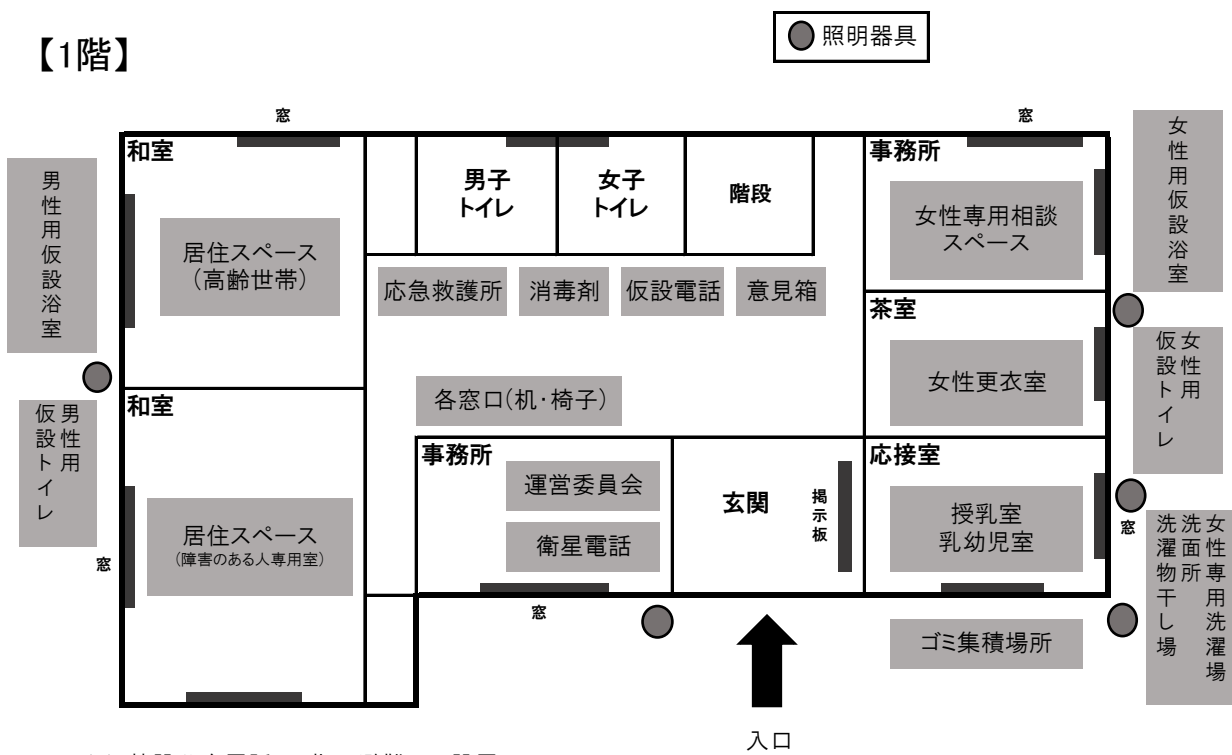 【1階】
照明器具
窓
窓
和室
男子
トイレ
女子
トイレ
階段
事務所
女性用仮設浴室
男性用仮設浴室
居住スペース
(高齢世帯)
女性専用相談
スペース
応急救護所
消毒剤
仮設電話
意見箱
茶室
女性用
仮設トイレ
女性更衣室
各窓口(机・椅子)
和室
男性用
仮設トイレ
事務所
運営委員会
衛星電話
玄関
掲示板
応接室
授乳室
乳幼児室
窓
女性専用洗濯場
洗面所
洗濯物干し場
居住スペース
(障害のある人専用室)
窓
窓
ゴミ集積場所
入口